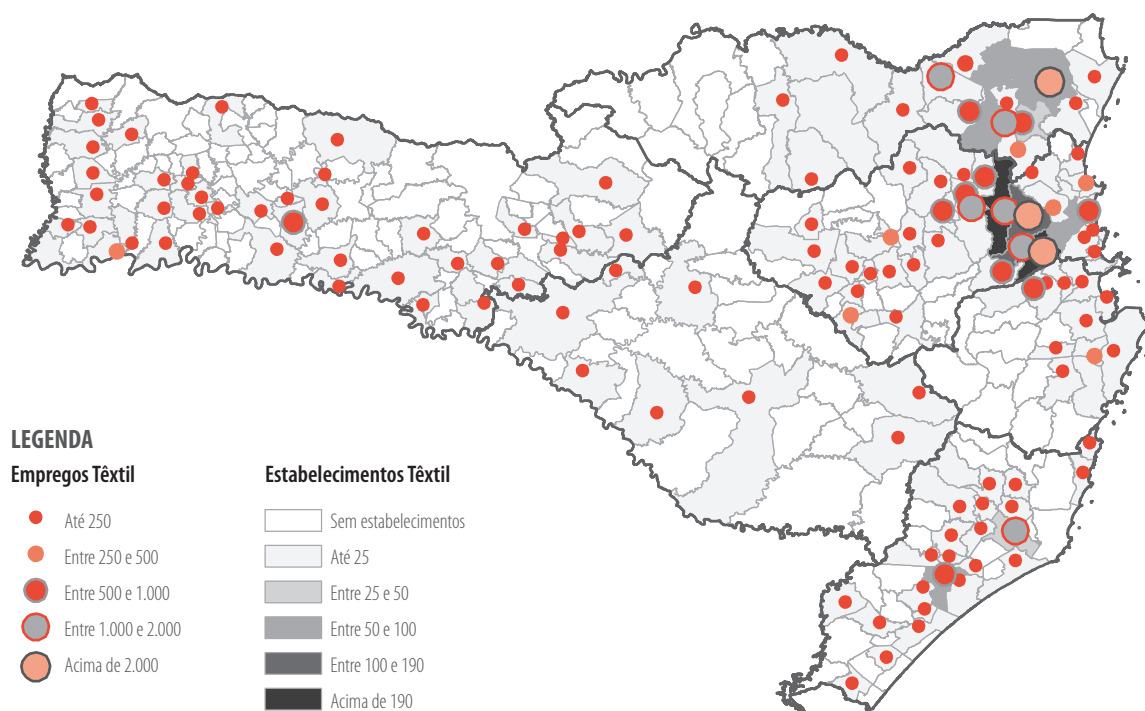 LEGENDA
Empregos Têxtil
Até 250
Entre 250 e 500
Entre 500 e 1.000
Entre 1.000 e 2.000
Acima de 2.000
Estabelecimentos Têxtil
Sem estabelecimentos
Até 25
Entre 25 e 50
Entre 50 e 100
Entre 100 e 190
Acima de 190